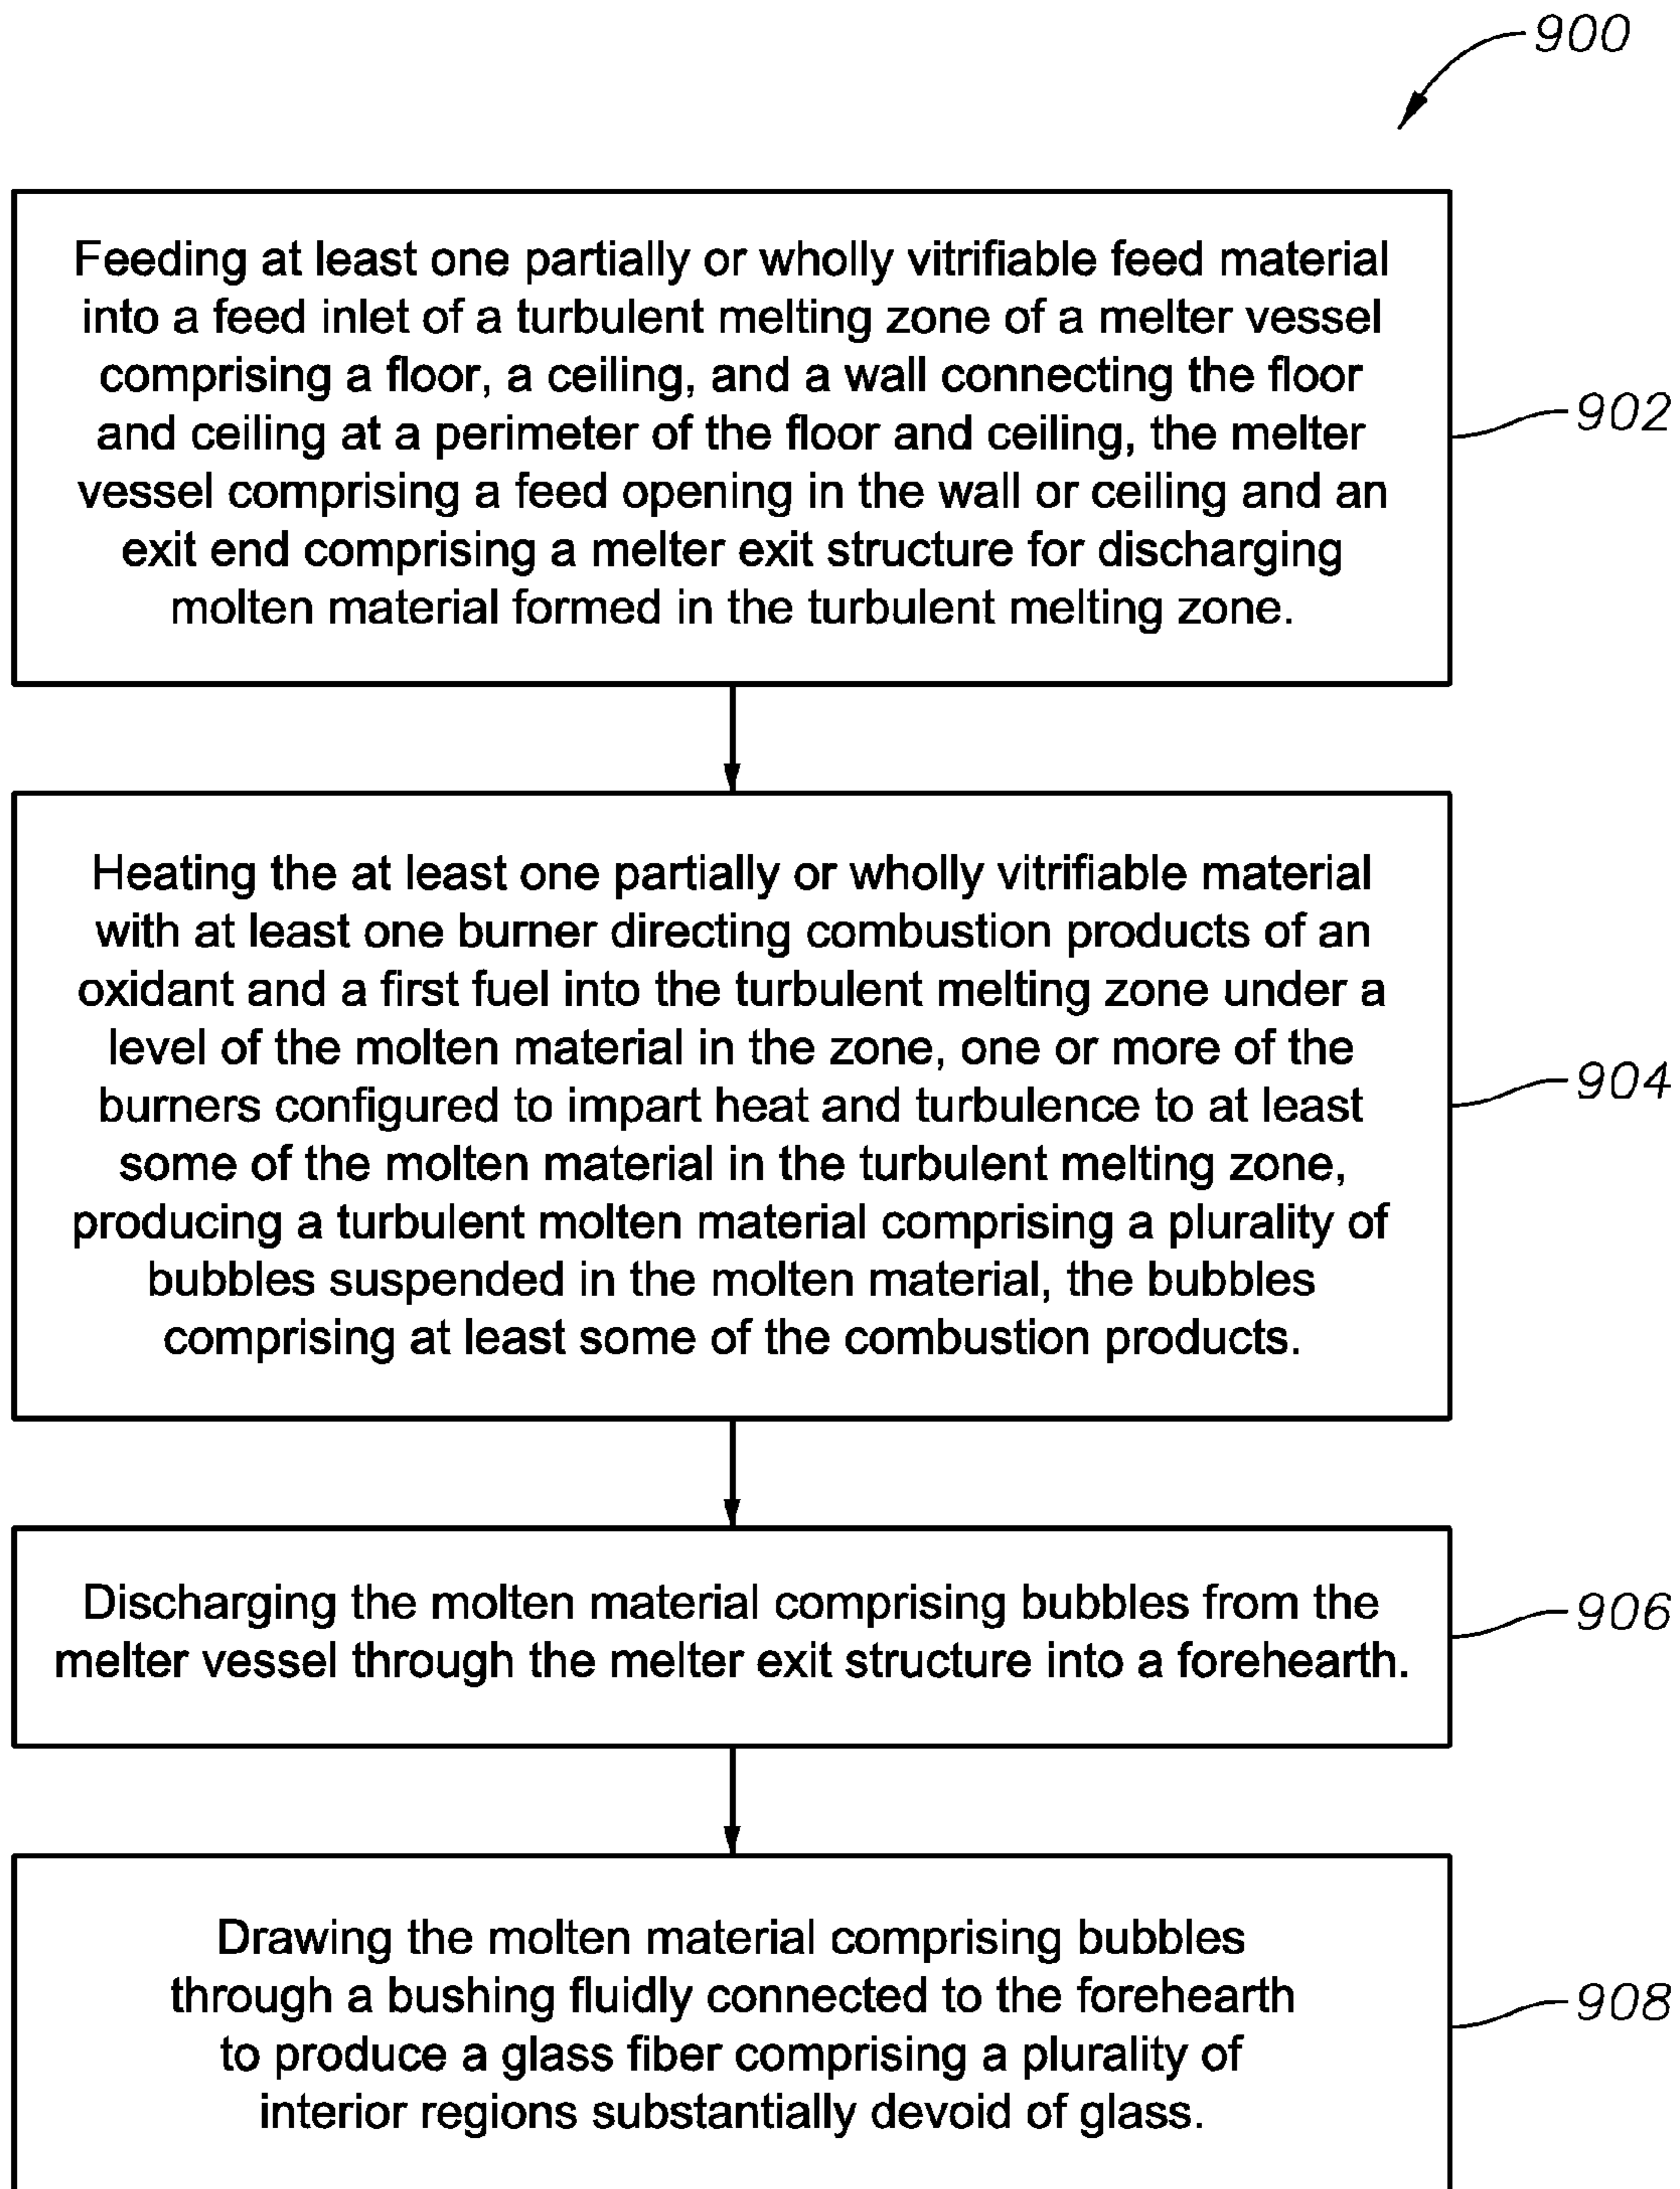 900
Feeding at least one partially or wholly vitrifiable feed material
into a feed inlet of a turbulent melting zone of a melter vessel
comprising a floor, a ceiling, and a wall connecting the floor
and ceiling at a perimeter of the floor and ceiling, the melter
vessel comprising a feed opening in the wall or ceiling and an
exit end comprising a melter exit structure for discharging
molten material formed in the turbulent melting zone.
902
Heating the at least one partially or wholly vitrifiable material
with at least one burner directing combustion products of an
oxidant and a first fuel into the turbulent melting zone under a
level of the molten material in the zone, one or more of the
burners configured to impart heat and turbulence to at least
some of the molten material in the turbulent melting zone,
producing a turbulent molten material comprising a plurality of
bubbles suspended in the molten material, the bubbles
comprising at least some of the combustion products.
904
Discharging the molten material comprising bubbles from the
melter vessel through the melter exit structure into a forehearth.
906
Drawing the molten material comprising bubbles
through a bushing fluidly connected to the forehearth
to produce a glass fiber comprising a plurality of
interior regions substantially devoid of glass.
908